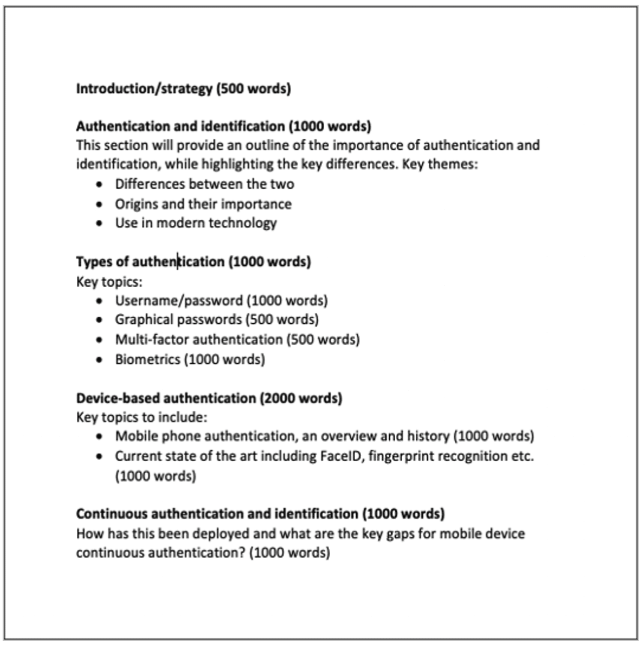 Introduction/strategy (500 words)
Authentication and identification (1000 words)
This section will provide an outline of the importance of authentication and
identification, while highlighting the key differences. Key themes:
• Differences between the two
• Origins and their importance
• Use in modern technology
Types of authentication (1000 words)
Key topics:
• Username/password (1000 words)
• Graphical passwords (500 words)
• Multi-factor authentication (500 words)
• Biometrics (1000 words)
Device-based authentication (2000 words)
Key topics to include:
• Mobile phone authentication, an overview and history (1000 words)
• Current state of the art including FaceID, fingerprint recognition etc.
(1000 words)
Continuous authentication and identification (1000 words)
How has this been deployed and what are the key gaps for mobile device
continuous authentication? (1000 words)